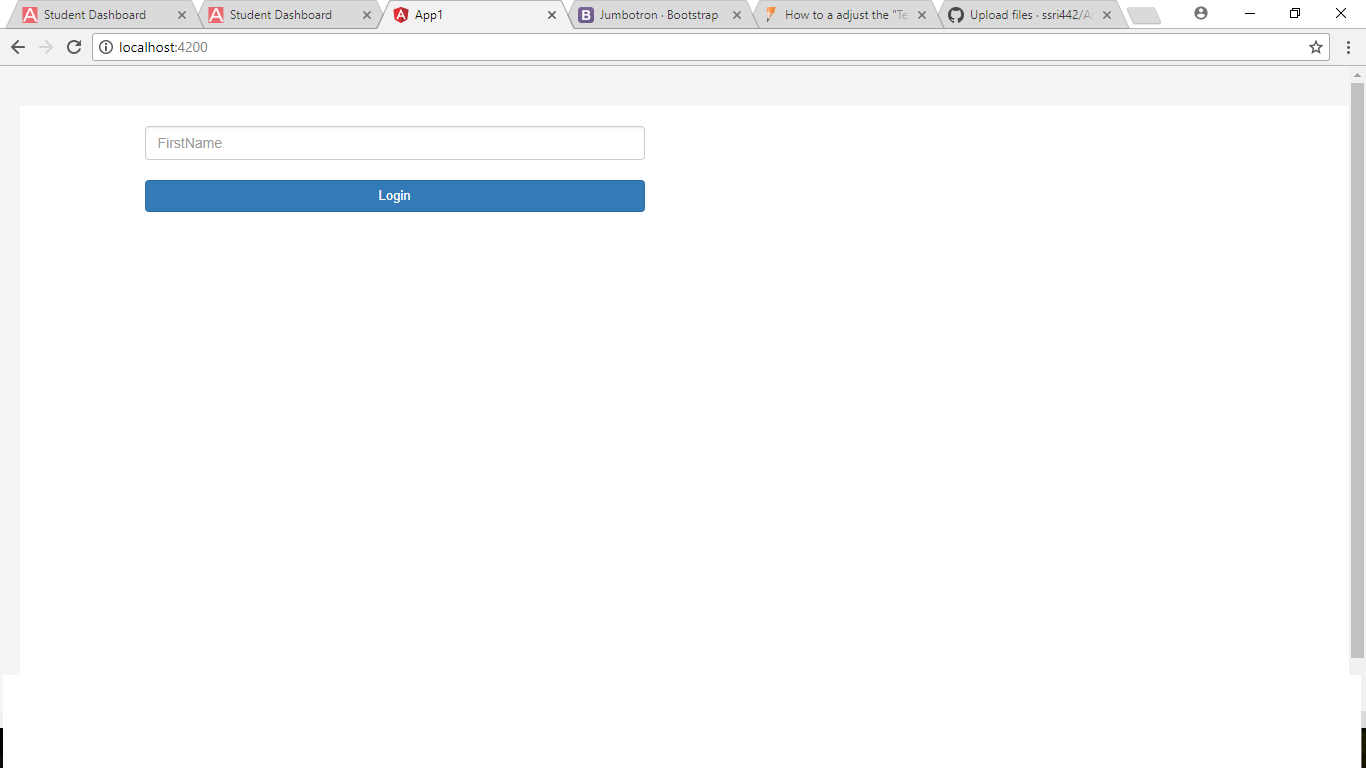 Student Dashboard
Student Dashboard
App1
Jumbotron · Bootstrap
How to a adjust the "Te
Upload files · ssri442/A
localhost:4200
FirstName
Login